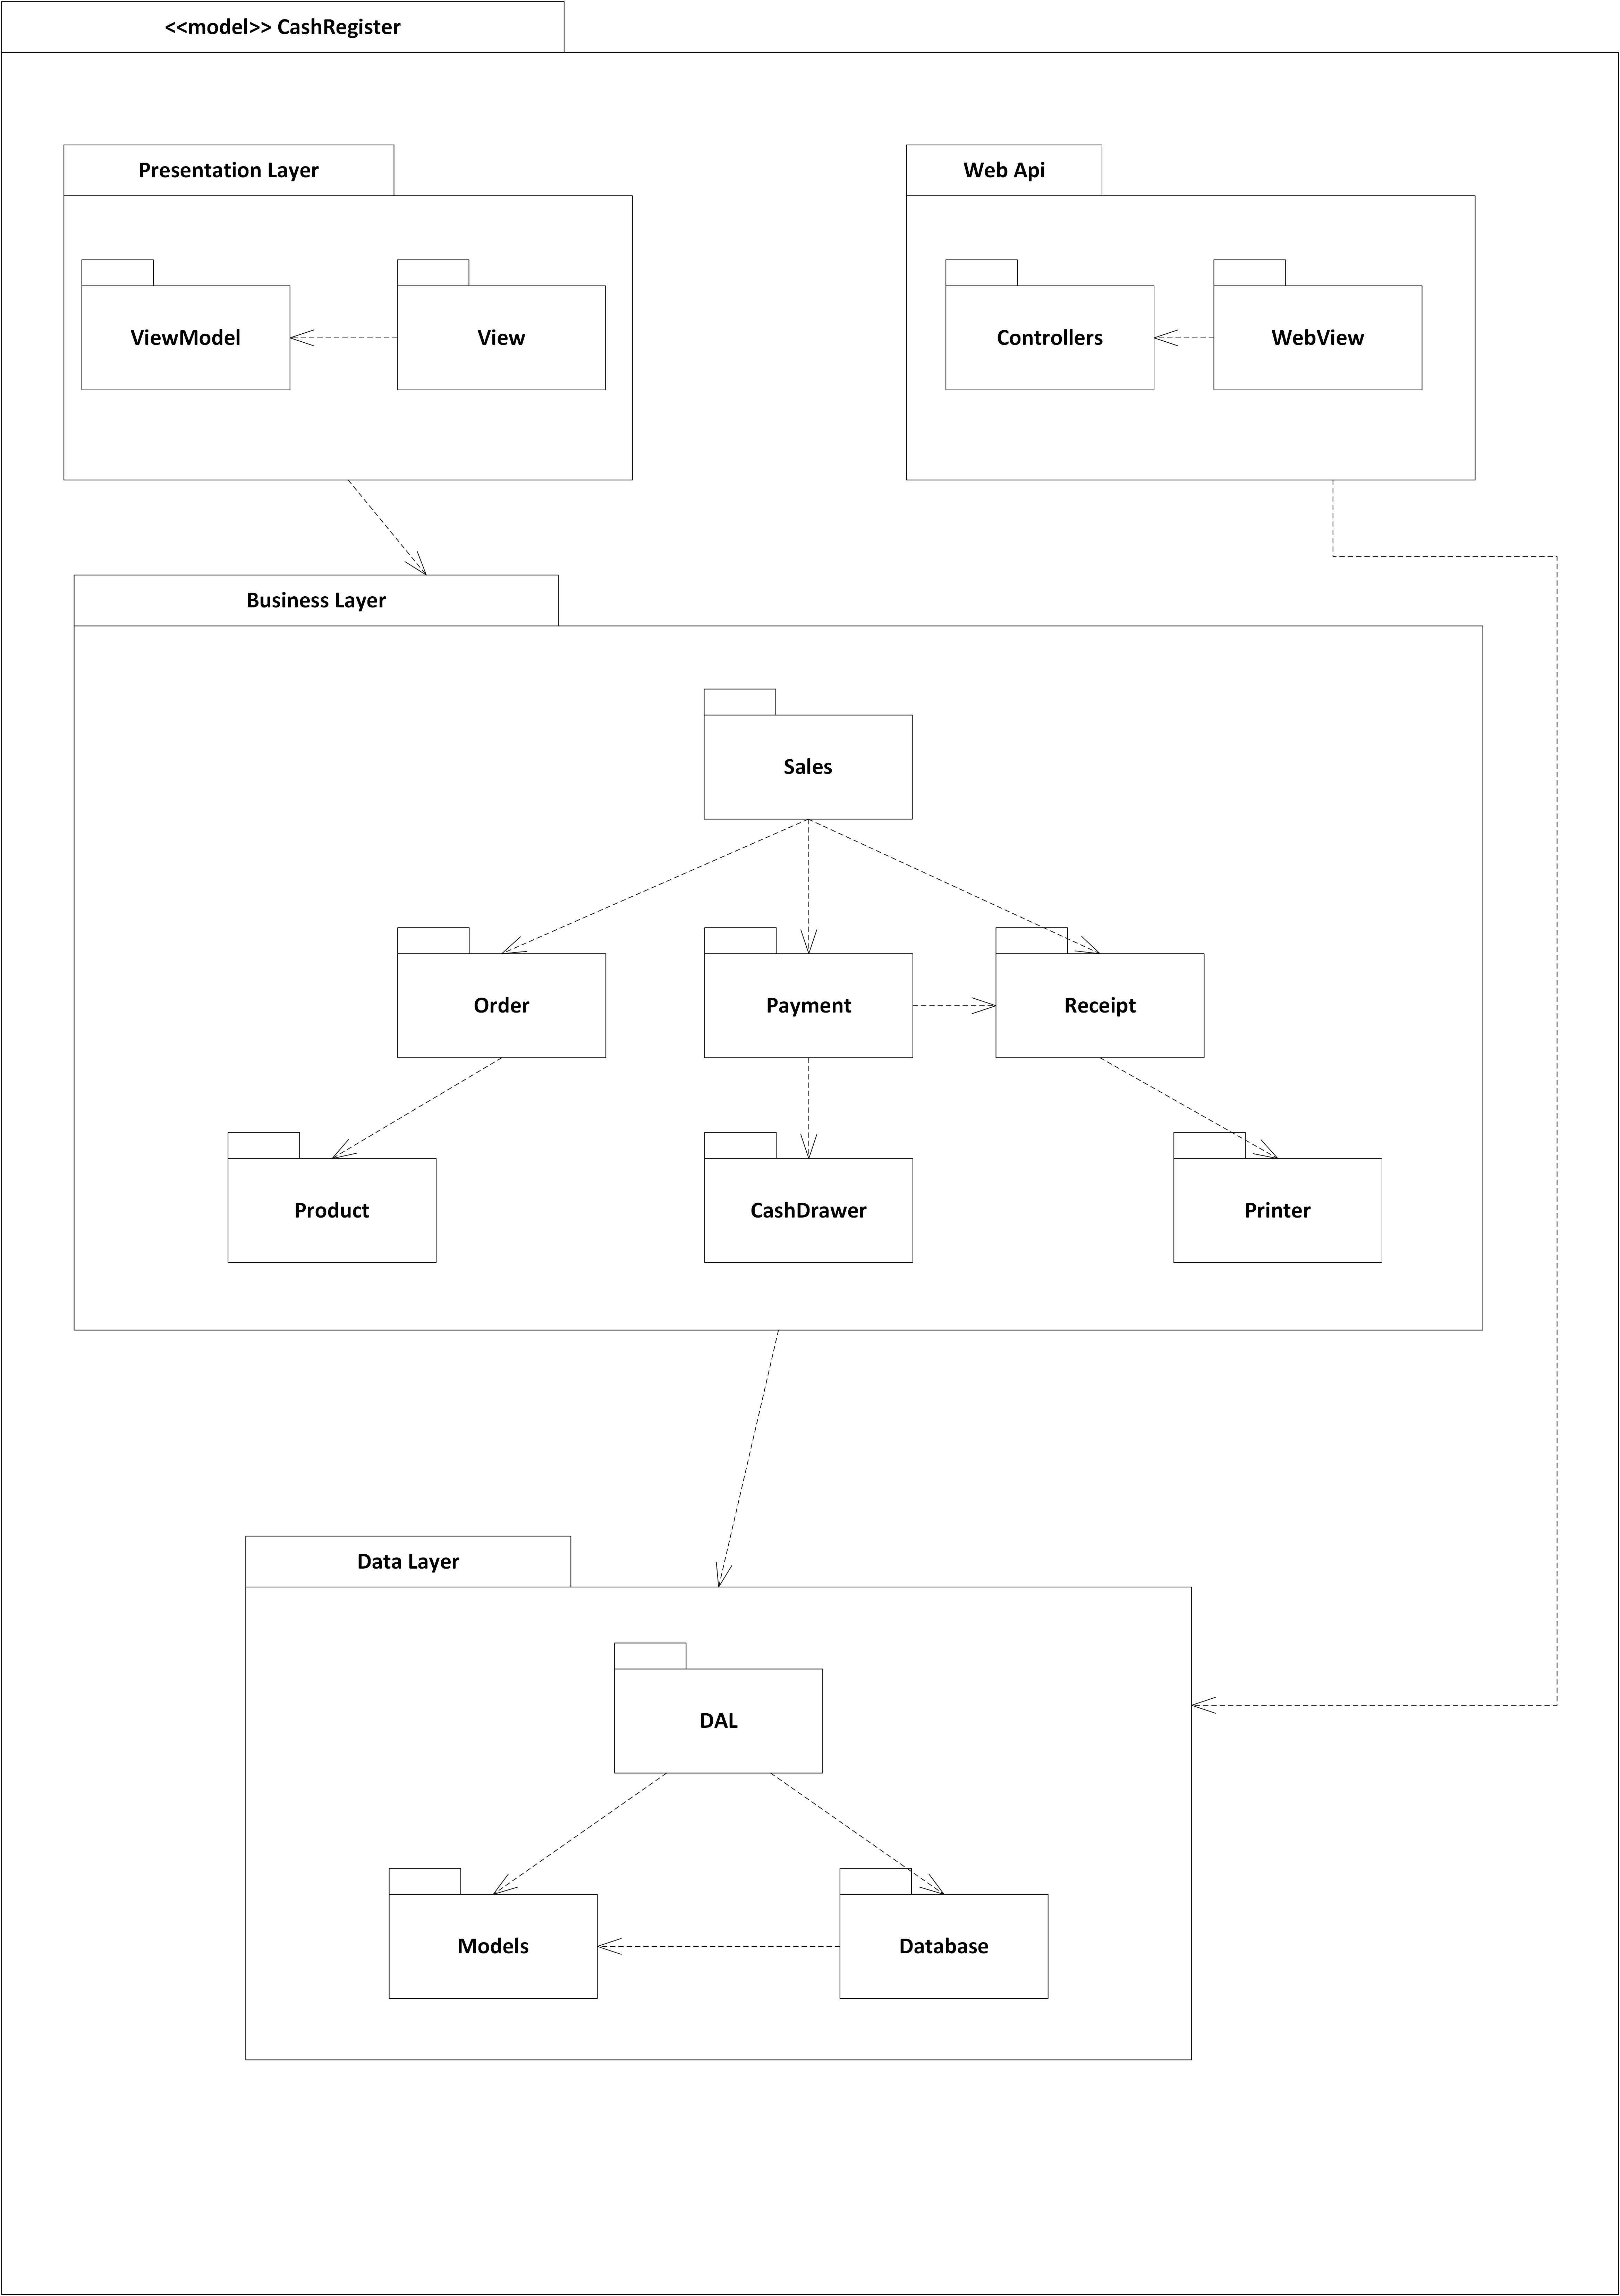 <<model>> CashRegister
Presentation Layer
Web Api
ViewModel
View
Controllers
WebView
Business Layer
Sales
Order
Payment
Receipt
Product
CashDrawer
Printer
Data Layer
DAL
Models
Database